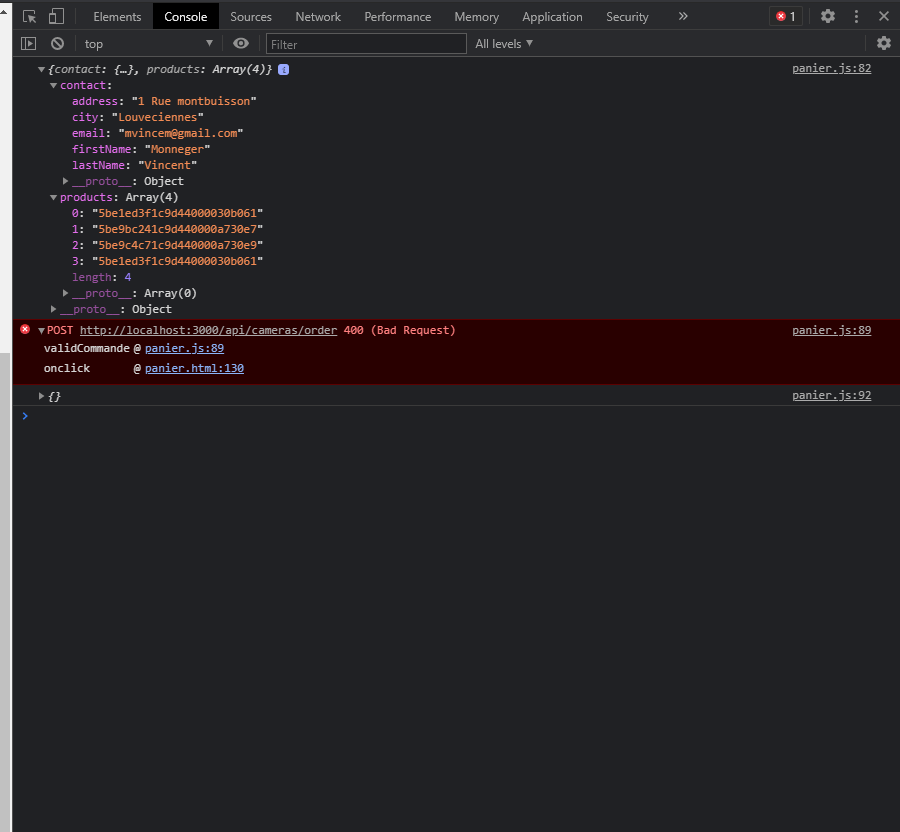 Elements Console Sources Network Performance Memory Application Security » 1
top Filter All levels
{contact: {…}, products: Array(4)} i panier.js:82
contact:
address: "1 Rue montbuisson"
city: "Louveciennes"
email: "mvincem@gmail.com"
firstName: "Monneger"
lastName: "Vincent"
__proto__: Object
products: Array(4)
0: "5be1ed3f1c9d44000030b061"
1: "5be9bc241c9d440000a730e7"
2: "5be9c4c71c9d440000a730e9"
3: "5be1ed3f1c9d44000030b061"
length: 4
__proto__: Array(0)
__proto__: Object
POST http://localhost:3000/api/cameras/order 400 (Bad Request) panier.js:89
validCommande @ panier.js:89
onclick @ panier.html:130
{} panier.js:92